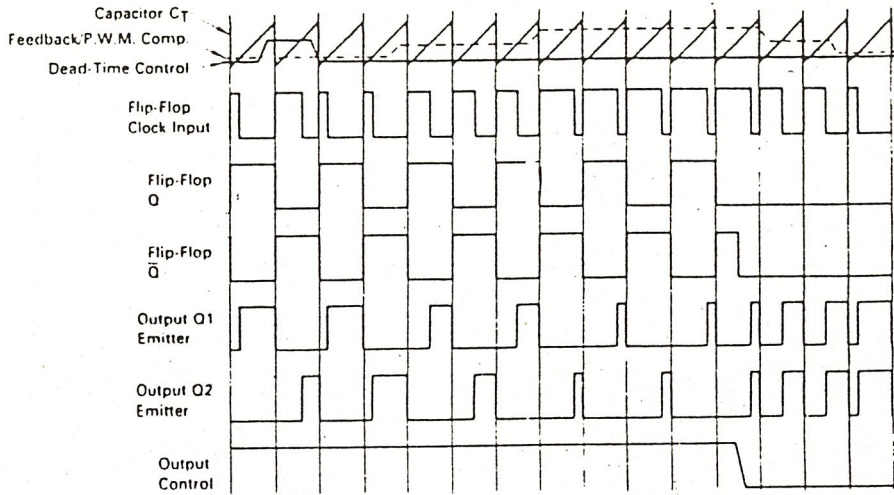 Capacitor CT
Feedback/P.W.M. Comp.
Dead-Time Control
Flip-Flop
Clock Input
Flip-Flop
Q
Flip-Flop
Q̅
Output Q1
Emitter
Output Q2
Emitter
Output
Control